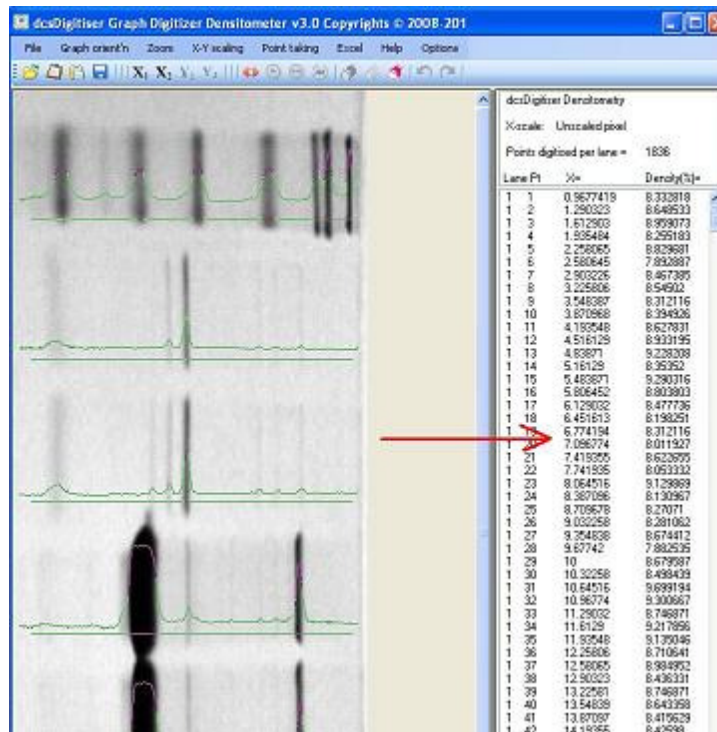 dcsDigitiser Graph Digitizer Densitometer v3.0 Copyrights © 2008-201
File Graph orient'n Zoom X-Y scaling Point taking Excel Help Options
X₁ X₂ Y₁ Y₂
dcsDigitiser Densitometry
X-scale: Unscaled pixel
Points digitised per lane = 1836
Lane Pt X= Density(%)=
1 1 0.9677419 8.332818
1 2 1.290323 8.648533
1 3 1.612903 8.959073
1 4 1.935484 8.255183
1 5 2.258065 8.829681
1 6 2.580645 7.892887
1 7 2.903226 8.467385
1 8 3.225806 8.54502
1 9 3.548387 8.312116
1 10 3.870968 8.394926
1 11 4.193548 8.627831
1 12 4.516129 8.933195
1 13 4.83871 9.228208
1 14 5.16129 8.35352
1 15 5.483871 9.290316
1 16 5.806452 8.803803
1 17 6.129032 8.477736
1 18 6.451613 8.198251
1 6.774194 8.312116
1 7.096774 8.011927
1 21 7.419355 8.622655
1 22 7.741935 8.053332
1 23 8.064516 9.129869
1 24 8.387096 8.130967
1 25 8.709678 8.27071
1 26 9.032258 8.281062
1 27 9.354838 8.674412
1 28 9.67742 7.882535
1 29 10 8.679587
1 30 10.32258 8.498439
1 31 10.64516 9.699194
1 32 10.96774 9.300667
1 33 11.29032 8.746871
1 34 11.6129 9.217856
1 35 11.93548 9.135046
1 36 12.25806 8.710641
1 37 12.58065 8.984952
1 38 12.90323 8.436331
1 39 13.22581 8.746871
1 40 13.54839 8.643358
1 41 13.87097 8.415629
1 42 14.19355 8.42598